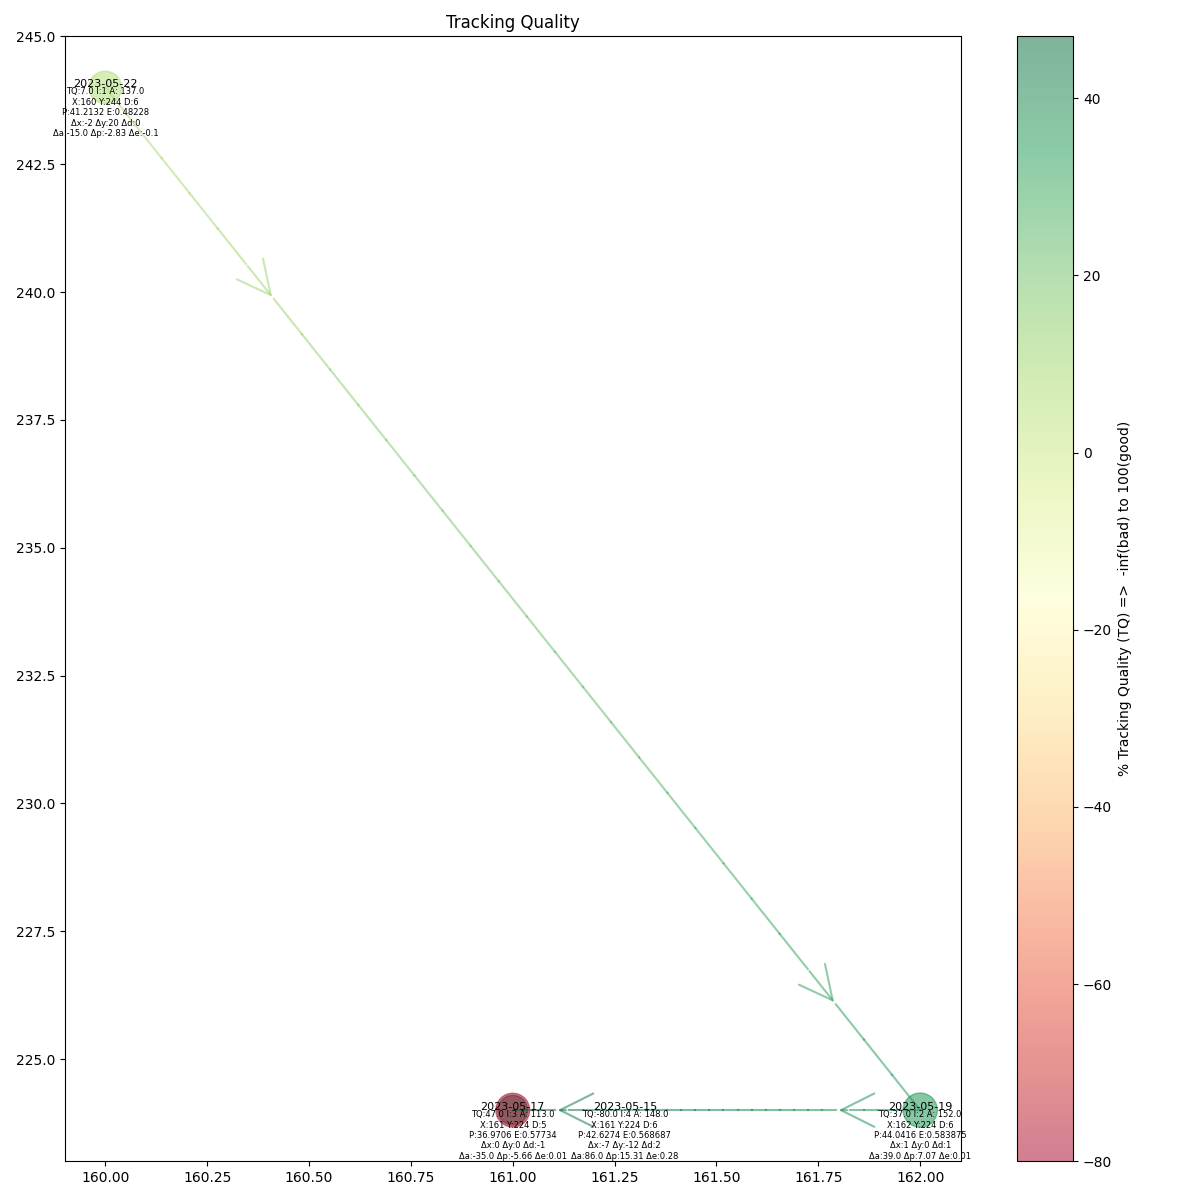 Tracking Quality
245.0
242.5
240.0
237.5
235.0
232.5
230.0
227.5
225.0
2023-05-22
TQ:7.0 I:1 A: 137.0
X:160 Y:244 D:6
P:41.2132 E:0.48228
Δx:-2 Δy:20 Δd:0
Δa:-15.0 Δp:-2.83 Δe:-0.1
2023-05-17
TQ:47.0 I:3 A: 113.0
X:161 Y:224 D:5
P:36.9706 E:0.57734
Δx:0 Δy:0 Δd:-1
Δa:-35.0 Δp:-5.66 Δe:0.01
2023-05-15
TQ:-80.0 I:4 A: 148.0
X:161 Y:224 D:6
P:42.6274 E:0.568687
Δx:-7 Δy:-12 Δd:2
Δa:86.0 Δp:15.31 Δe:0.28
2023-05-19
TQ:37.0 I:2 A: 152.0
X:162 Y:224 D:6
P:44.0416 E:0.583875
Δx:1 Δy:0 Δd:1
Δa:39.0 Δp:7.07 Δe:0.01
160.00 160.25 160.50 160.75 161.00 161.25 161.50 161.75 162.00
40
20
0
−20
−40
−60
−80
% Tracking Quality (TQ) =>  -inf(bad) to 100(good)